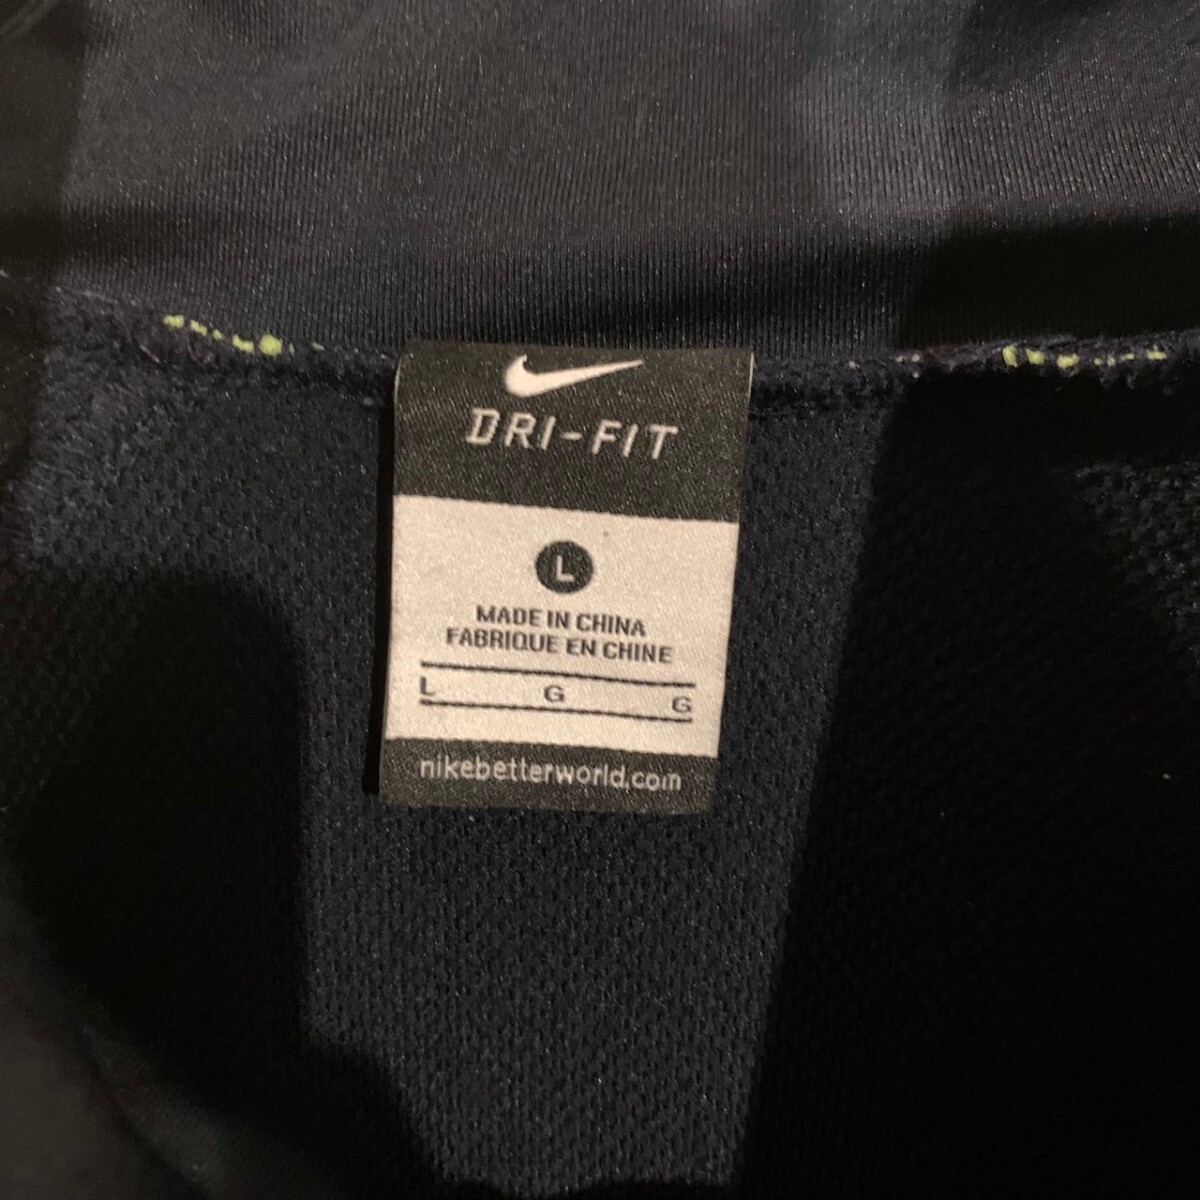 DRI-FIT
L
MADE IN CHINA
FABRIQUE EN CHINE
L G G
nikebetterworld.com